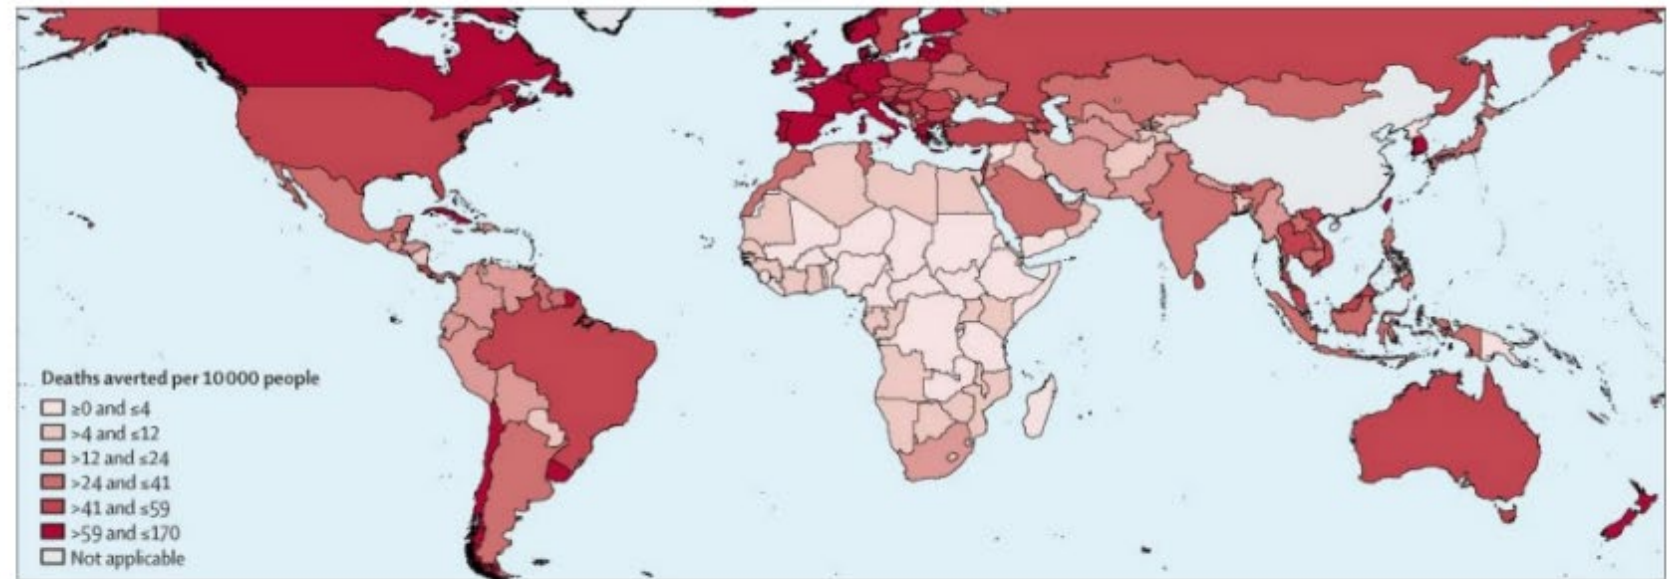 Deaths averted per 10 000 people
≥0 and ≤4
>4 and ≤12
>12 and ≤24
>24 and ≤41
>41 and ≤59
>59 and ≤170
Not applicable